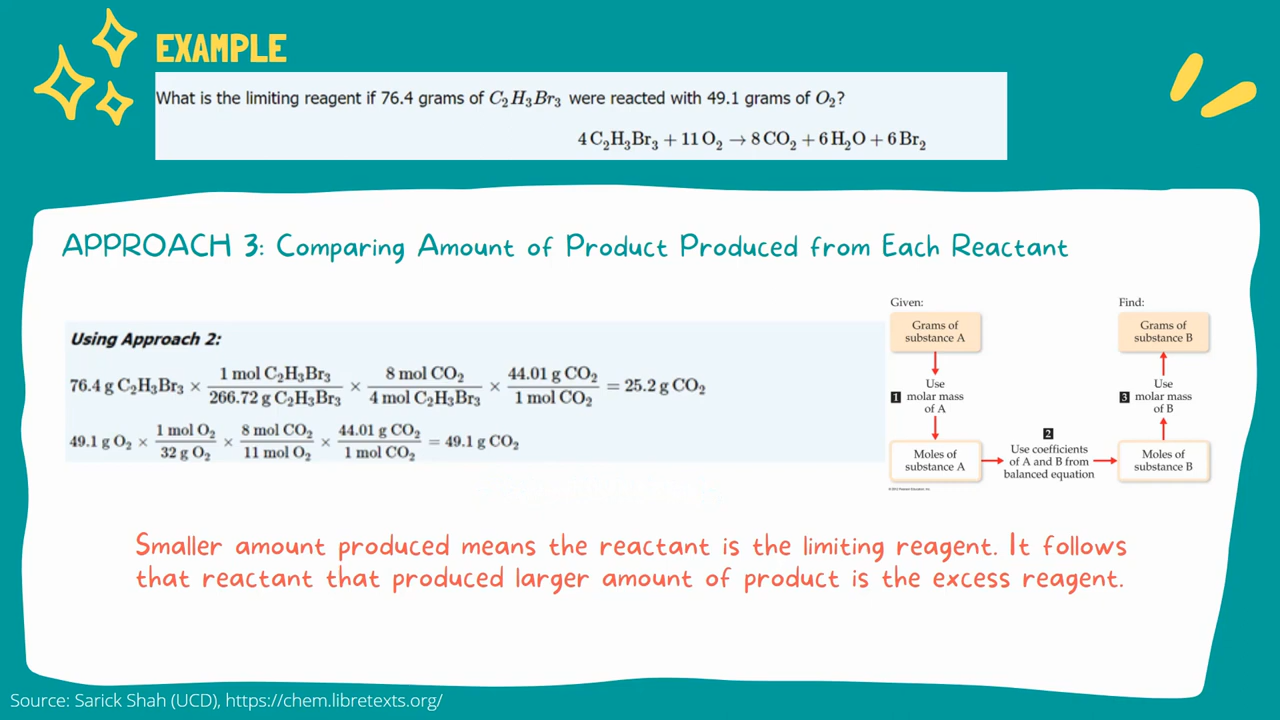 EXAMPLE
What is the limiting reagent if 76.4 grams of C₂H₃Br₃ were reacted with 49.1 grams of O₂?
4 C₂H₃Br₃ + 11 O₂ → 8 CO₂ + 6 H₂O + 6 Br₂
APPROACH 3: Comparing Amount of Product Produced from Each Reactant
Using Approach 2:
76.4 g C₂H₃Br₃ × (1 mol C₂H₃Br₃ / 266.72 g C₂H₃Br₃) × (8 mol CO₂ / 4 mol C₂H₃Br₃) × (44.01 g CO₂ / 1 mol CO₂) = 25.2 g CO₂
49.1 g O₂ × (1 mol O₂ / 32 g O₂) × (8 mol CO₂ / 11 mol O₂) × (44.01 g CO₂ / 1 mol CO₂) = 49.1 g CO₂
Given:
Grams of
substance A
1 Use
molar mass
of A
Moles of
substance A
2
Use coefficients
of A and B from
balanced equation
Find:
Grams of
substance B
3 Use
molar mass
of B
Moles of
substance B
Smaller amount produced means the reactant is the limiting reagent. It follows
that reactant that produced larger amount of product is the excess reagent.
Source: Sarick Shah (UCD), https://chem.libretexts.org/